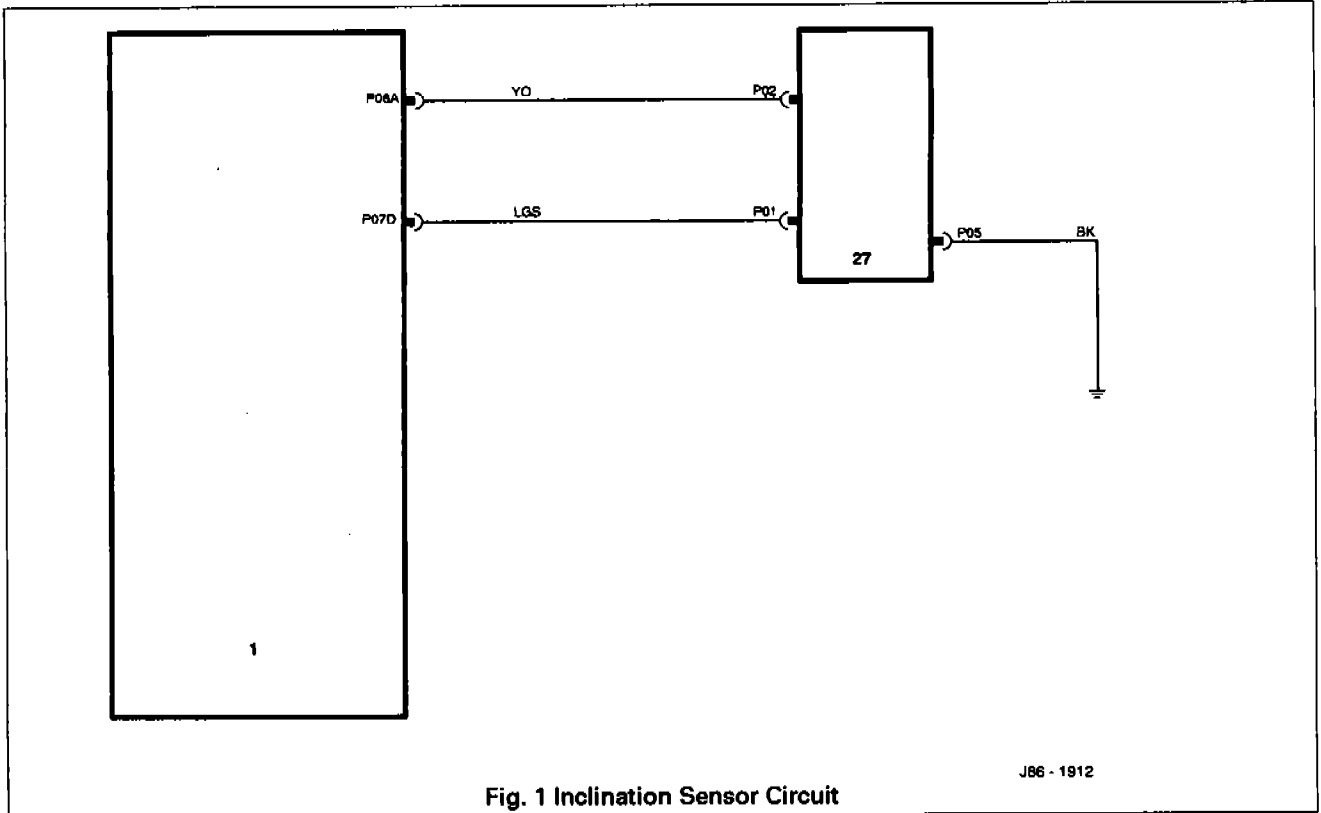 P06A YO P02
P07D LGS P01
P05 BK
27
1
J86 - 1912
Fig. 1 Inclination Sensor Circuit